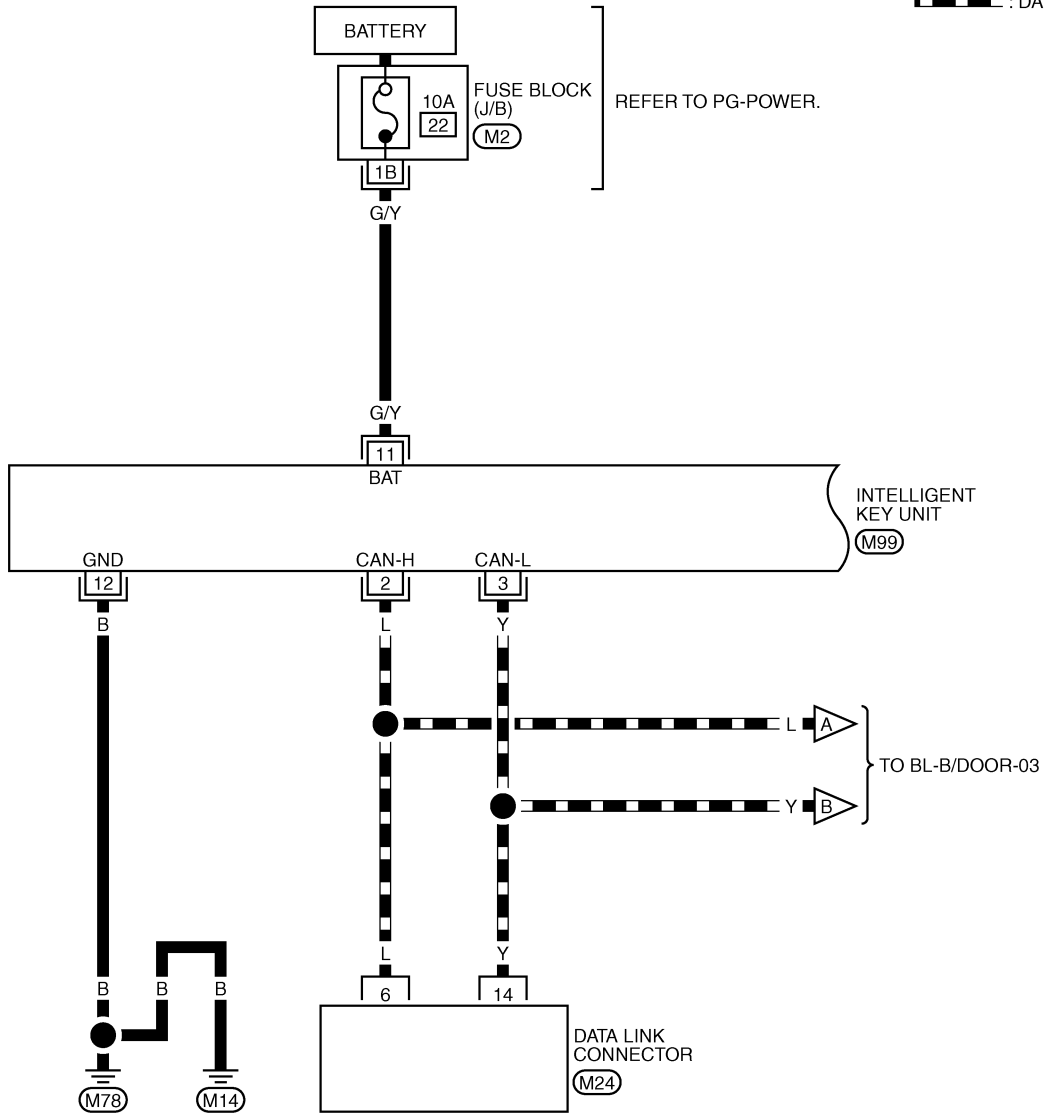 : DA
BATTERY
FUSE BLOCK
(J/B)
10A
22
M2
REFER TO PG-POWER.
1B
G/Y
G/Y
11
BAT
INTELLIGENT
KEY UNIT
M99
GND
CAN-H
CAN-L
12
2
3
B
L
Y
L
A
TO BL-B/DOOR-03
Y
B
L
Y
B
B
B
6
14
DATA LINK
CONNECTOR
M24
M78
M14